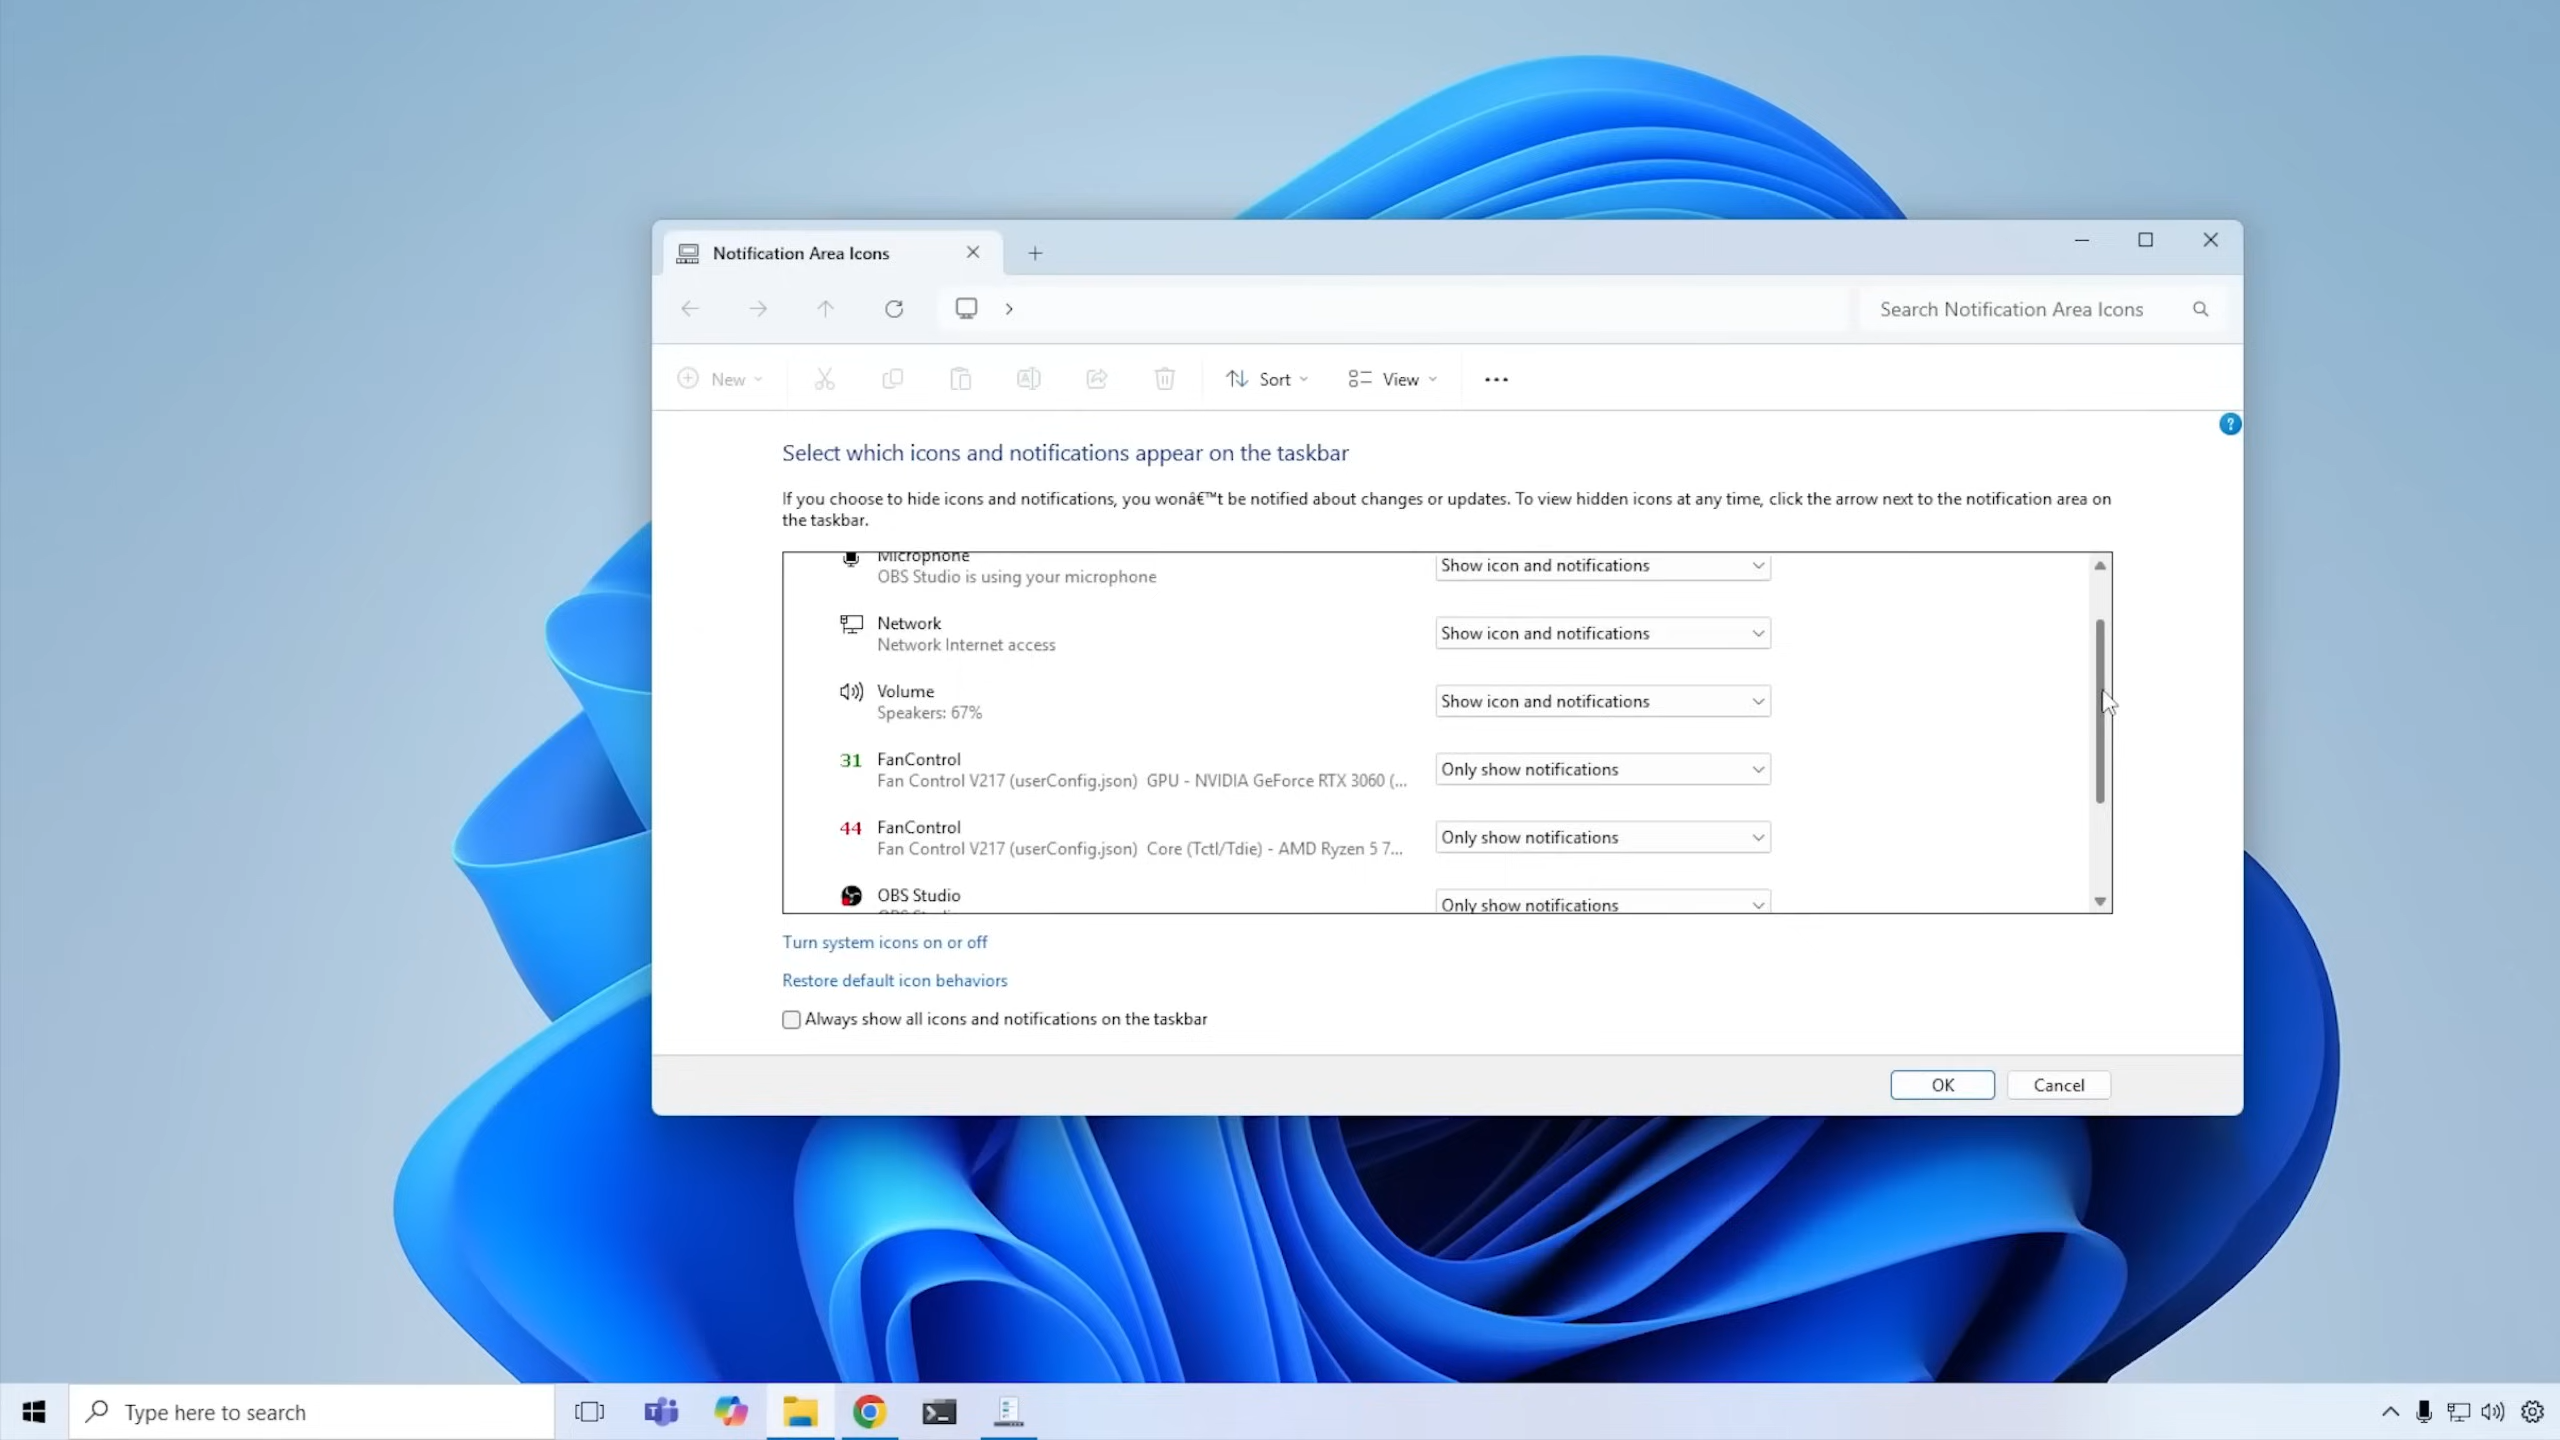 Notification Area Icons
Search Notification Area Icons
New
Sort
View
Select which icons and notifications appear on the taskbar
If you choose to hide icons and notifications, you wonâ€™t be notified about changes or updates. To view hidden icons at any time, click the arrow next to the notification area on
the taskbar.
Microphone
OBS Studio is using your microphone
Show icon and notifications
Network
Network Internet access
Show icon and notifications
Volume
Speakers: 67%
Show icon and notifications
31
FanControl
Fan Control V217 (userConfig.json) GPU - NVIDIA GeForce RTX 3060 (...
Only show notifications
44
FanControl
Fan Control V217 (userConfig.json) Core (Tctl/Tdie) - AMD Ryzen 5 7...
Only show notifications
OBS Studio
Only show notifications
Turn system icons on or off
Restore default icon behaviors
Always show all icons and notifications on the taskbar
OK
Cancel
Type here to search